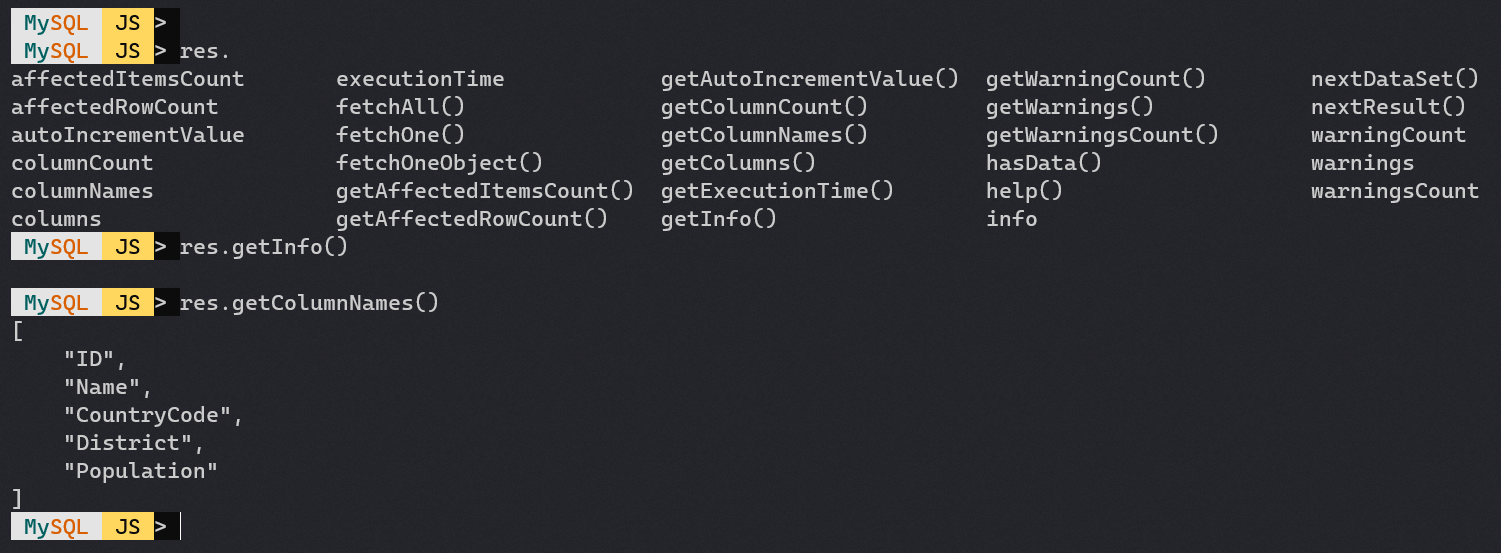 MySQL JS >
MySQL JS > res.
affectedItemsCount executionTime getAutoIncrementValue() getWarningCount() nextDataSet()
affectedRowCount fetchAll() getColumnCount() getWarnings() nextResult()
autoIncrementValue fetchOne() getColumnNames() getWarningsCount() warningCount
columnCount fetchOneObject() getColumns() hasData() warnings
columnNames getAffectedItemsCount() getExecutionTime() help() warningsCount
columns getAffectedRowCount() getInfo() info
MySQL JS > res.getInfo()
MySQL JS > res.getColumnNames()
[
"ID",
"Name",
"CountryCode",
"District",
"Population"
]
MySQL JS >